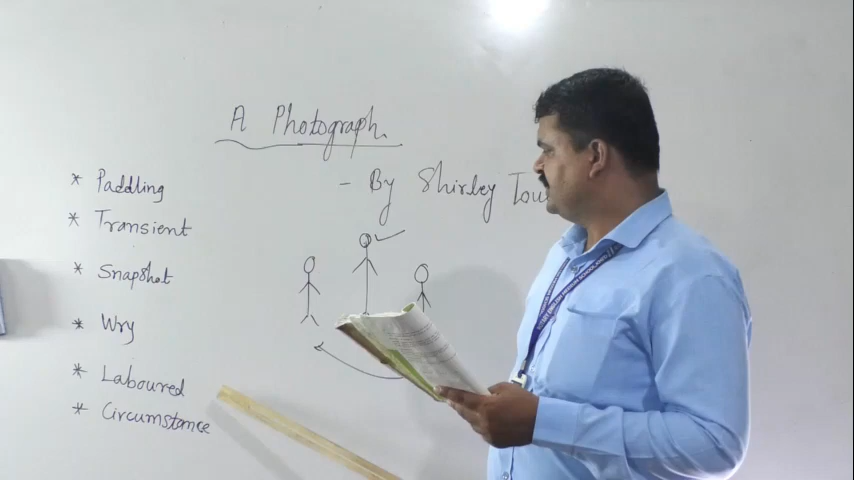 A Photograph.
- By Shirley Tou
* Paddling
* Transient
* Snapshot
* Wry
* Laboured
* Circumstance